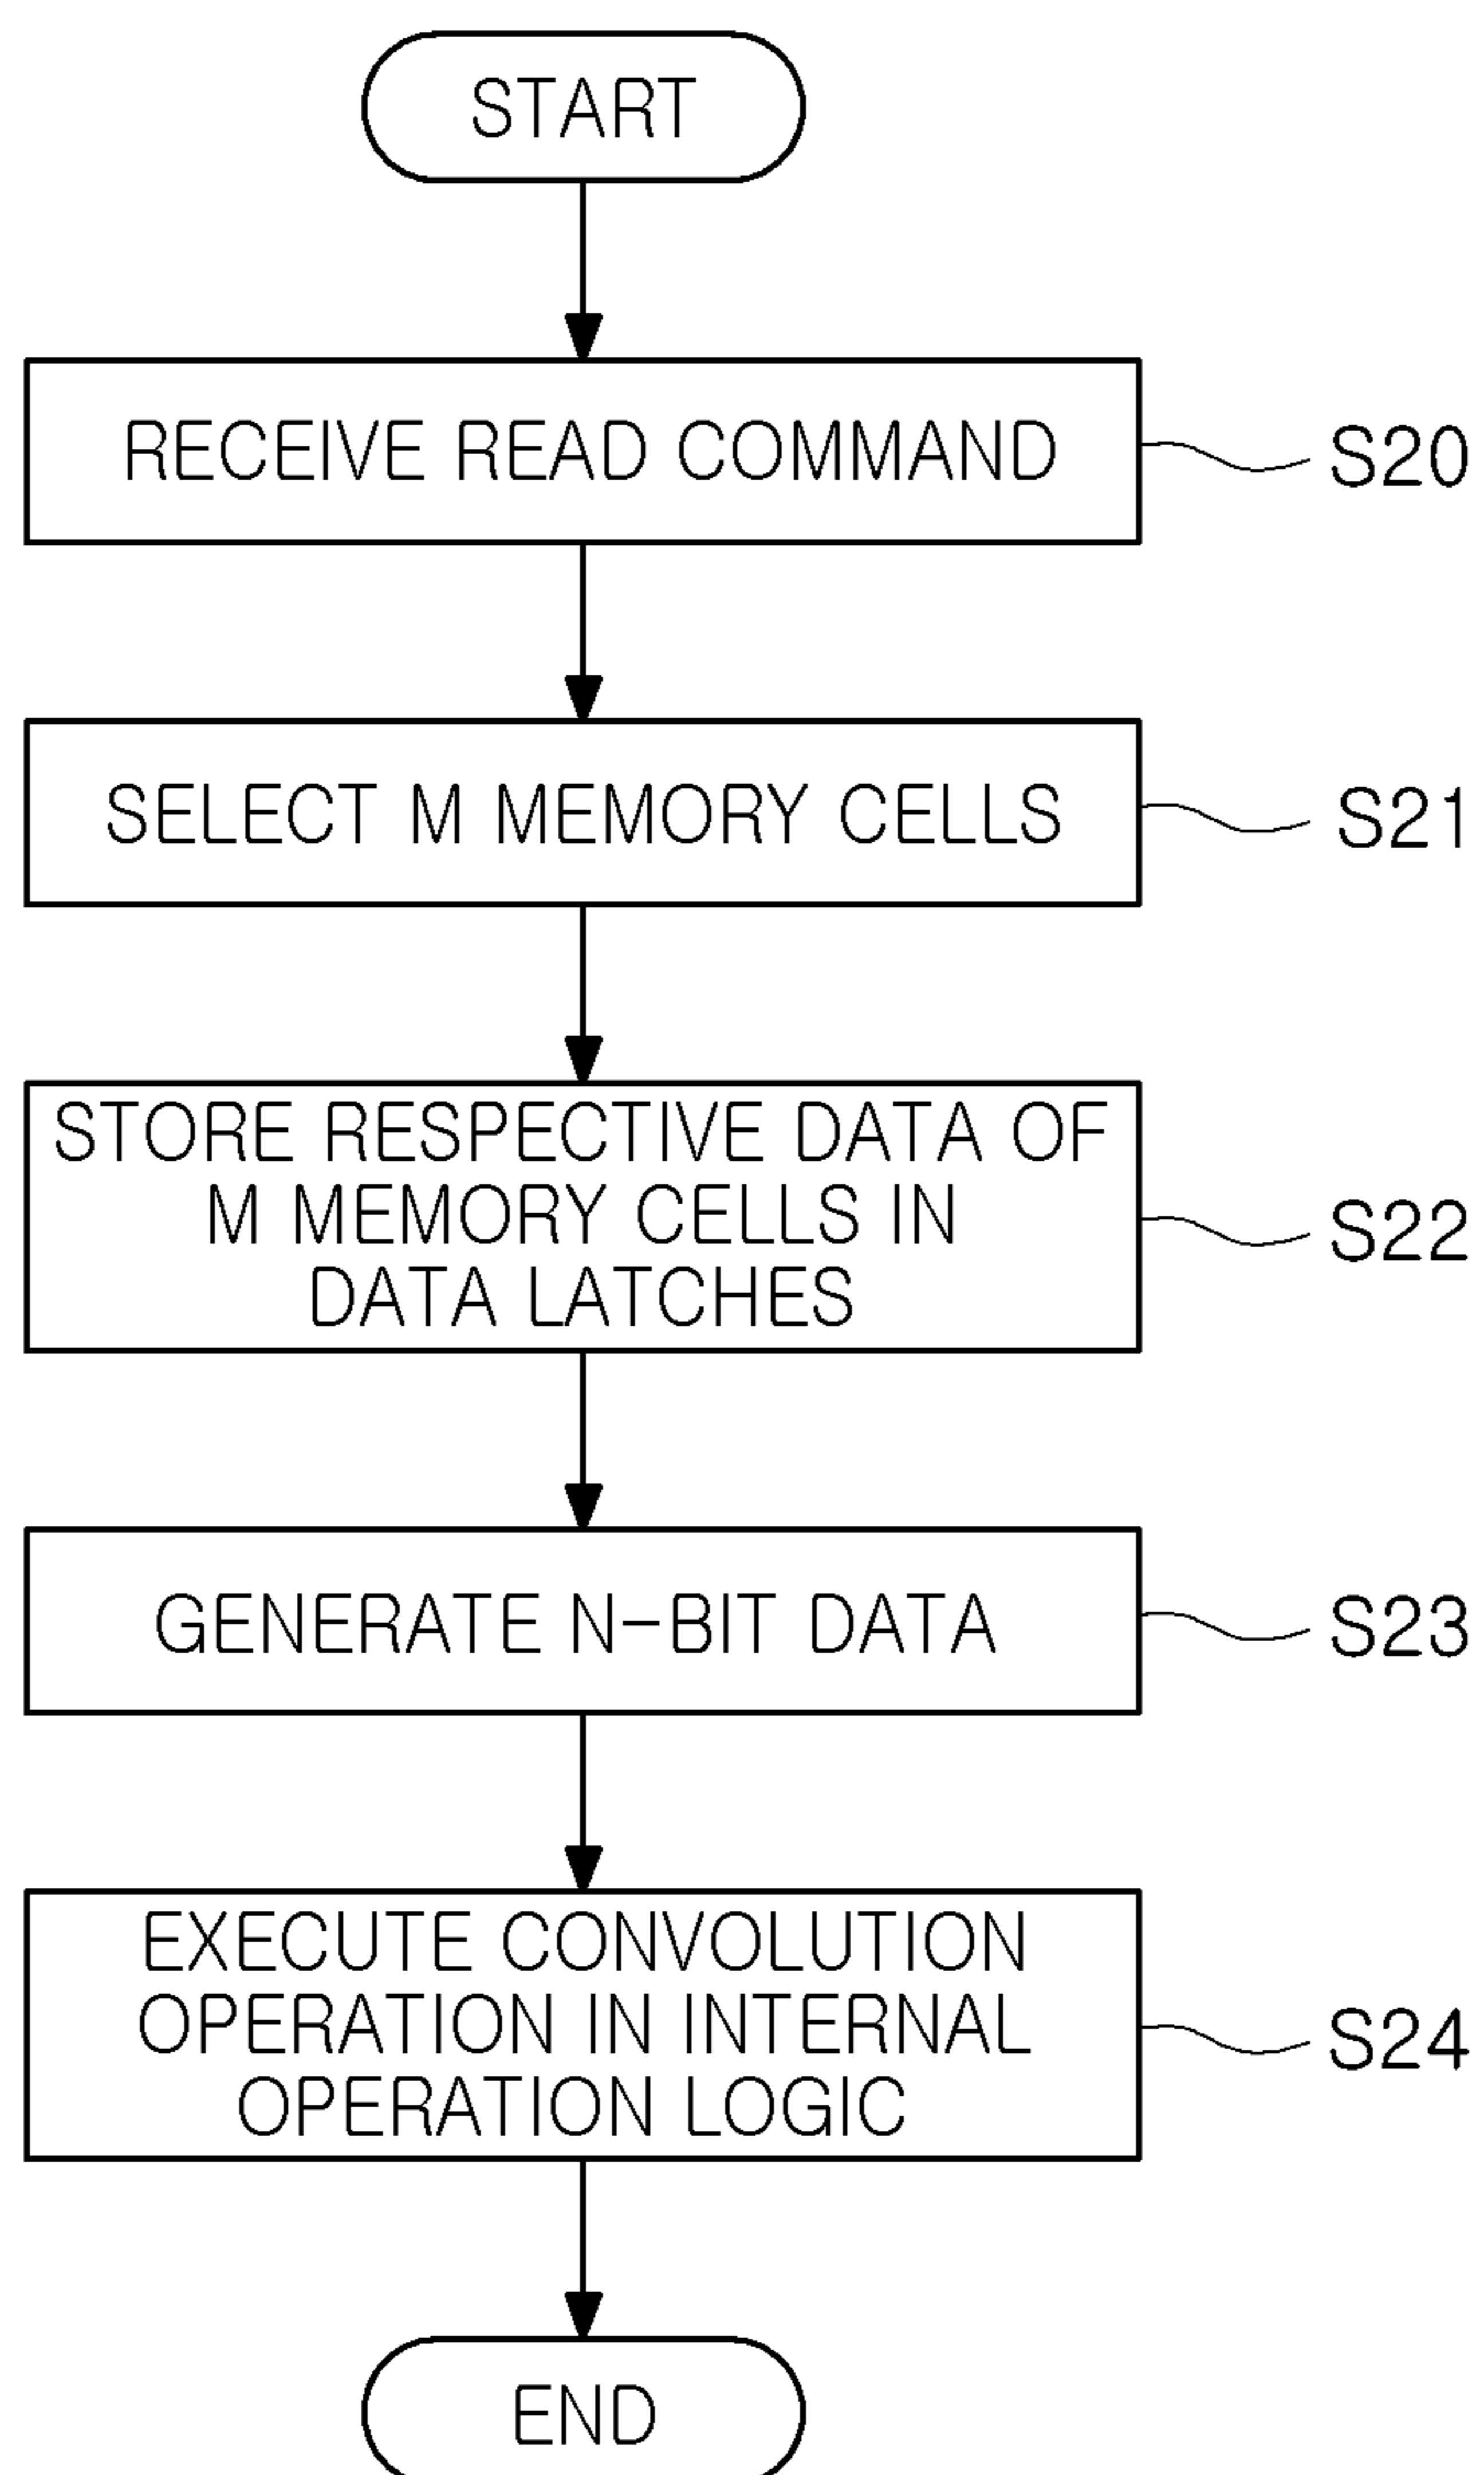 START
RECEIVE READ COMMAND
S20
SELECT M MEMORY CELLS
S21
STORE RESPECTIVE DATA OF
M MEMORY CELLS IN
DATA LATCHES
S22
GENERATE N-BIT DATA
S23
EXECUTE CONVOLUTION
OPERATION IN INTERNAL
OPERATION LOGIC
S24
END